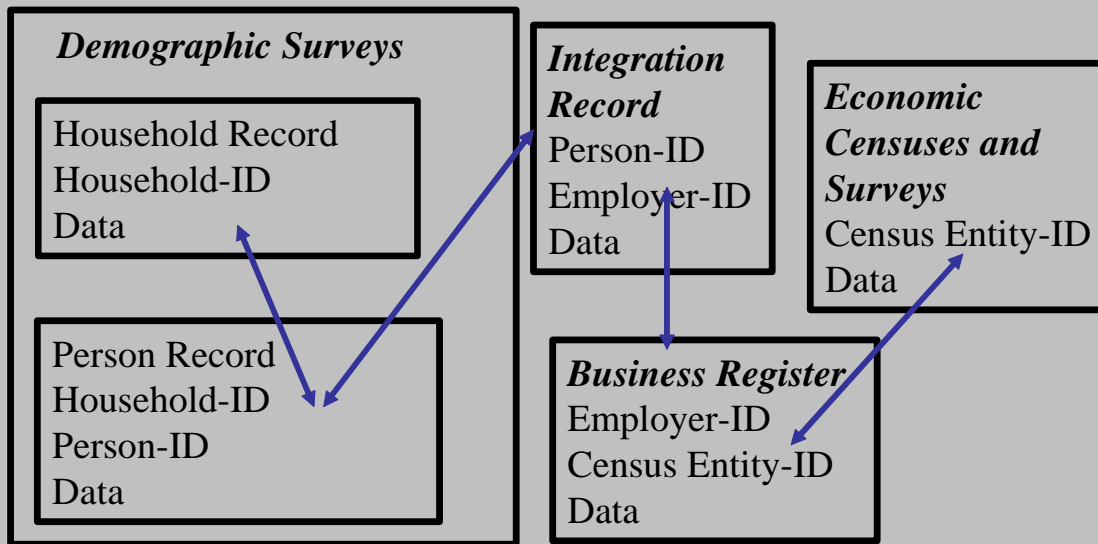 Demographic Surveys
Household Record
Household-ID
Data
Person Record
Household-ID
Person-ID
Data
Integration
Record
Person-ID
Employer-ID
Data
Business Register
Employer-ID
Census Entity-ID
Data
Economic
Censuses and
Surveys
Census Entity-ID
Data